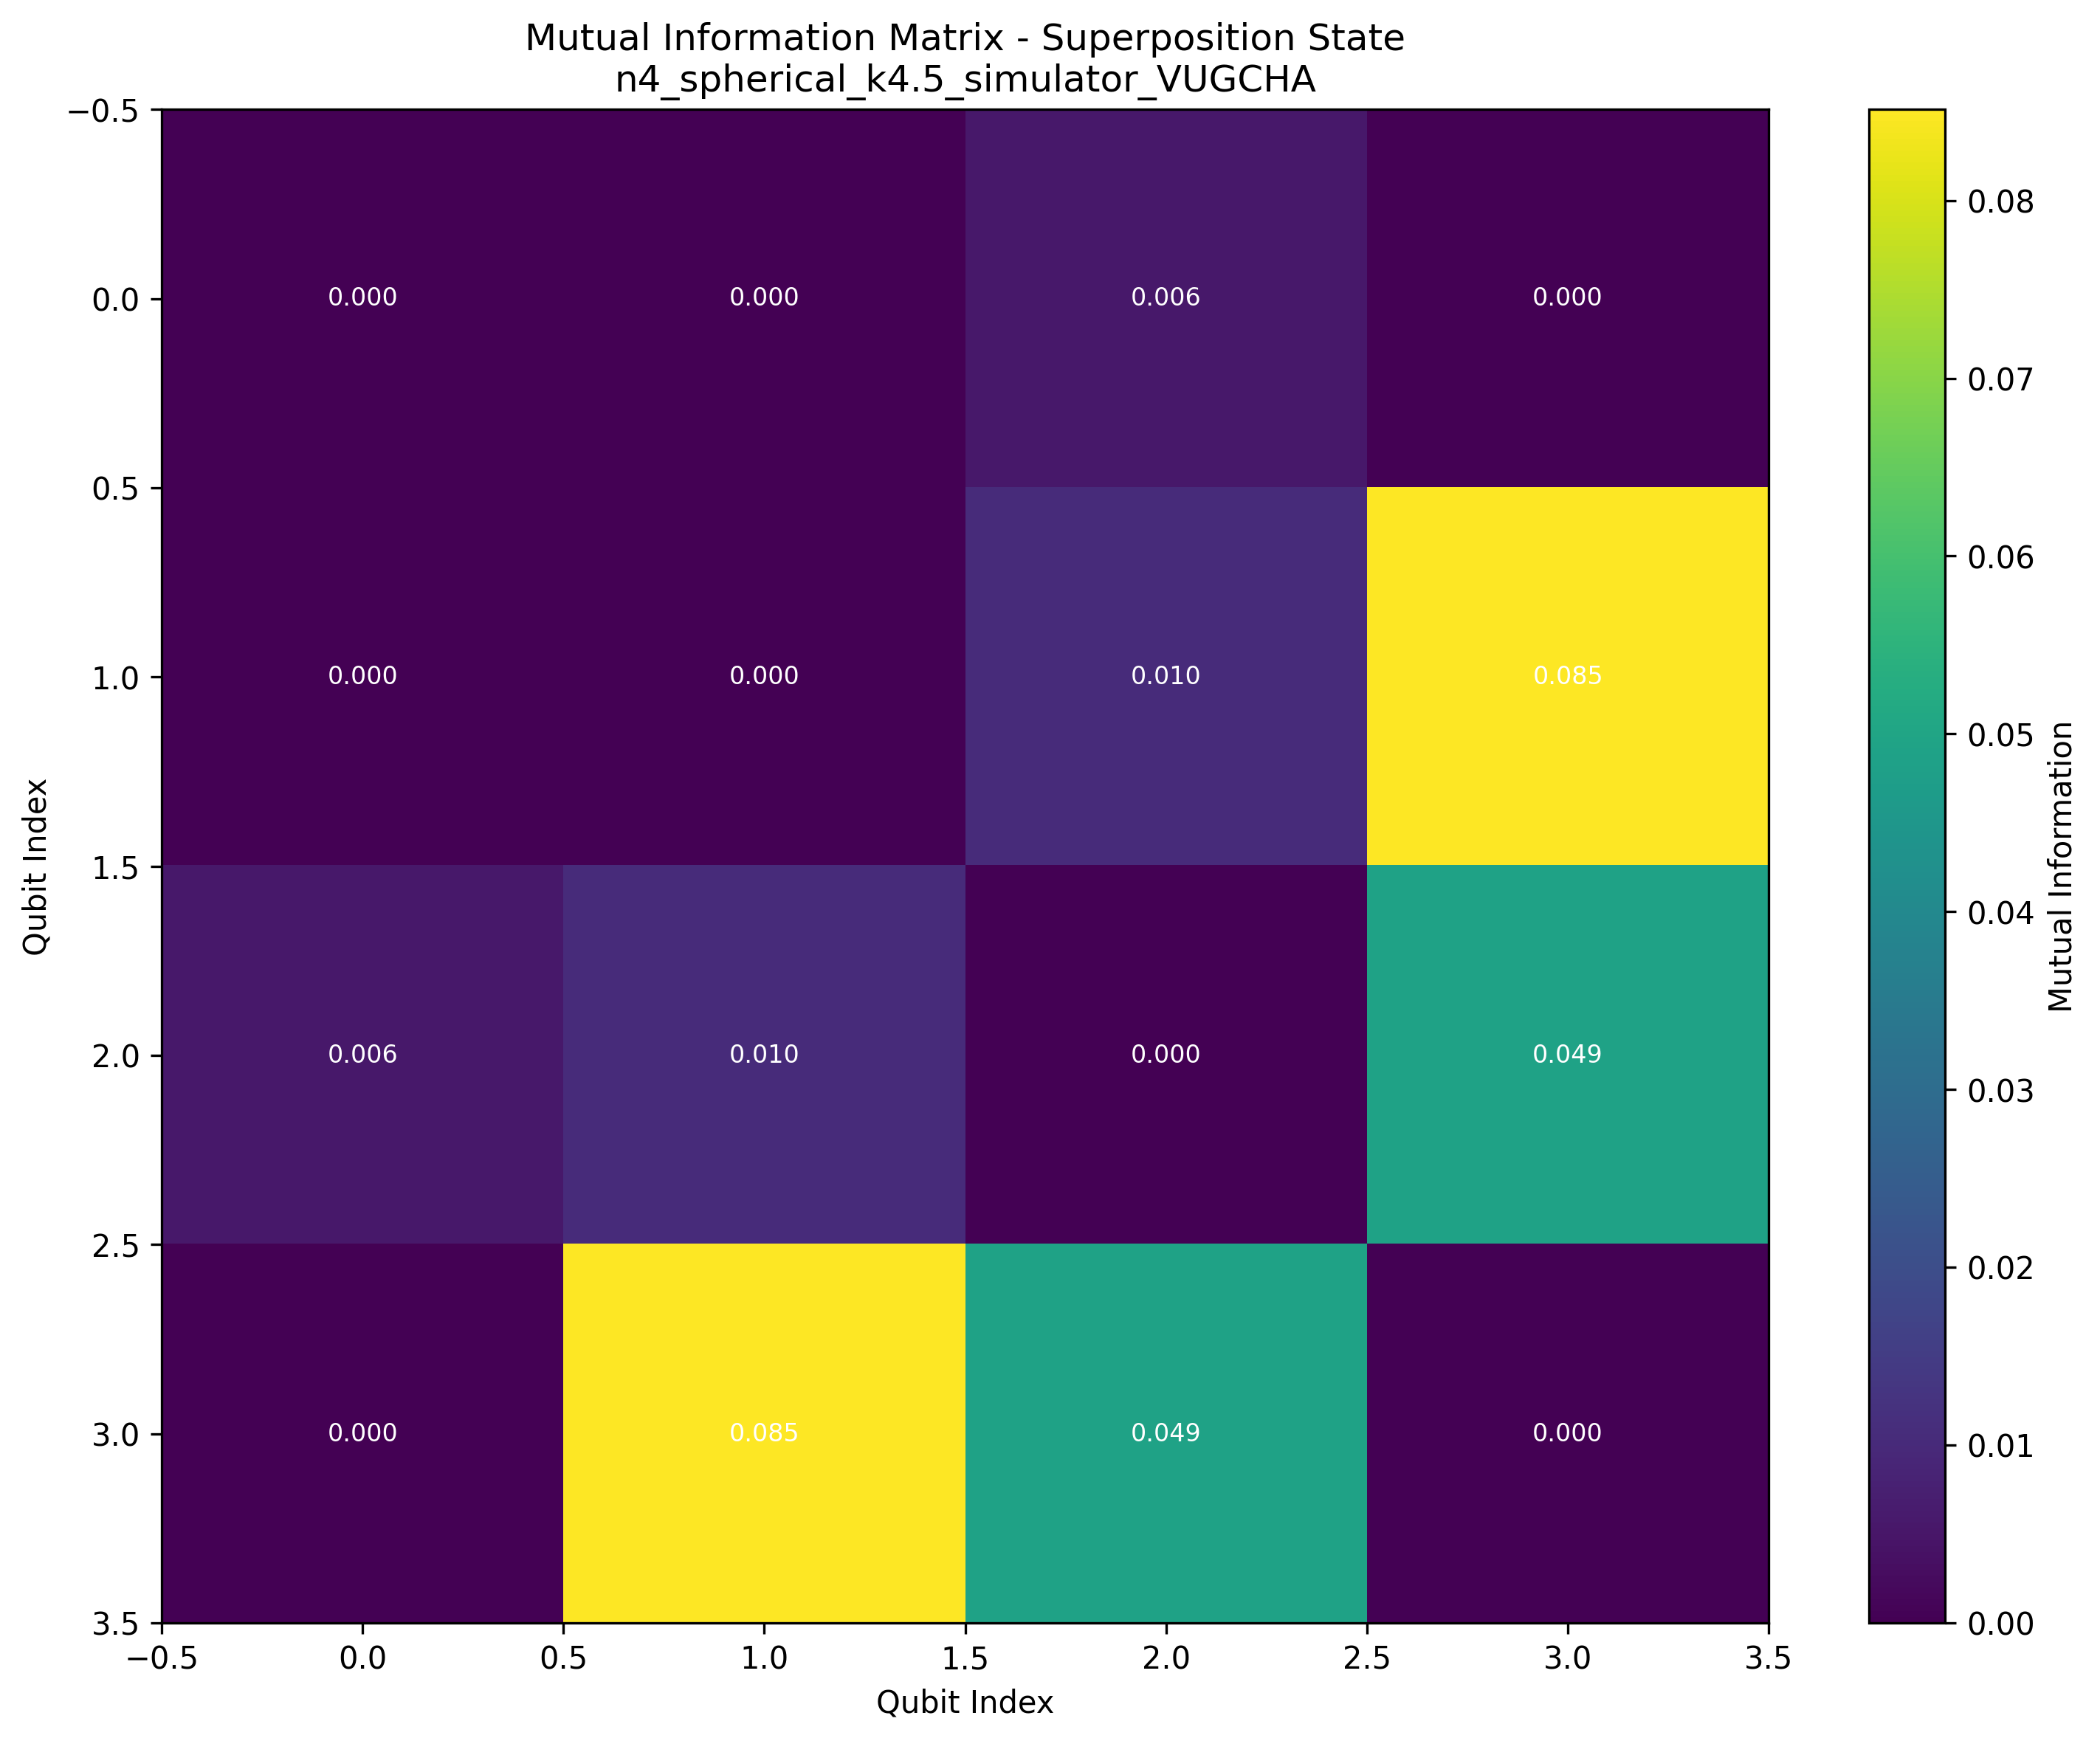 Mutual Information Matrix - Superposition State
n4_spherical_k4.5_simulator_VUGCHA
−0.5
0.0
0.5
1.0
1.5
2.0
2.5
3.0
3.5
Qubit Index
0.000 0.000 0.006 0.000
0.000 0.000 0.010 0.085
0.006 0.010 0.000 0.049
0.000 0.085 0.049 0.000
−0.5 0.0 0.5 1.0 1.5 2.0 2.5 3.0 3.5
Qubit Index
0.08
0.07
0.06
0.05
0.04
0.03
0.02
0.01
0.00
Mutual Information